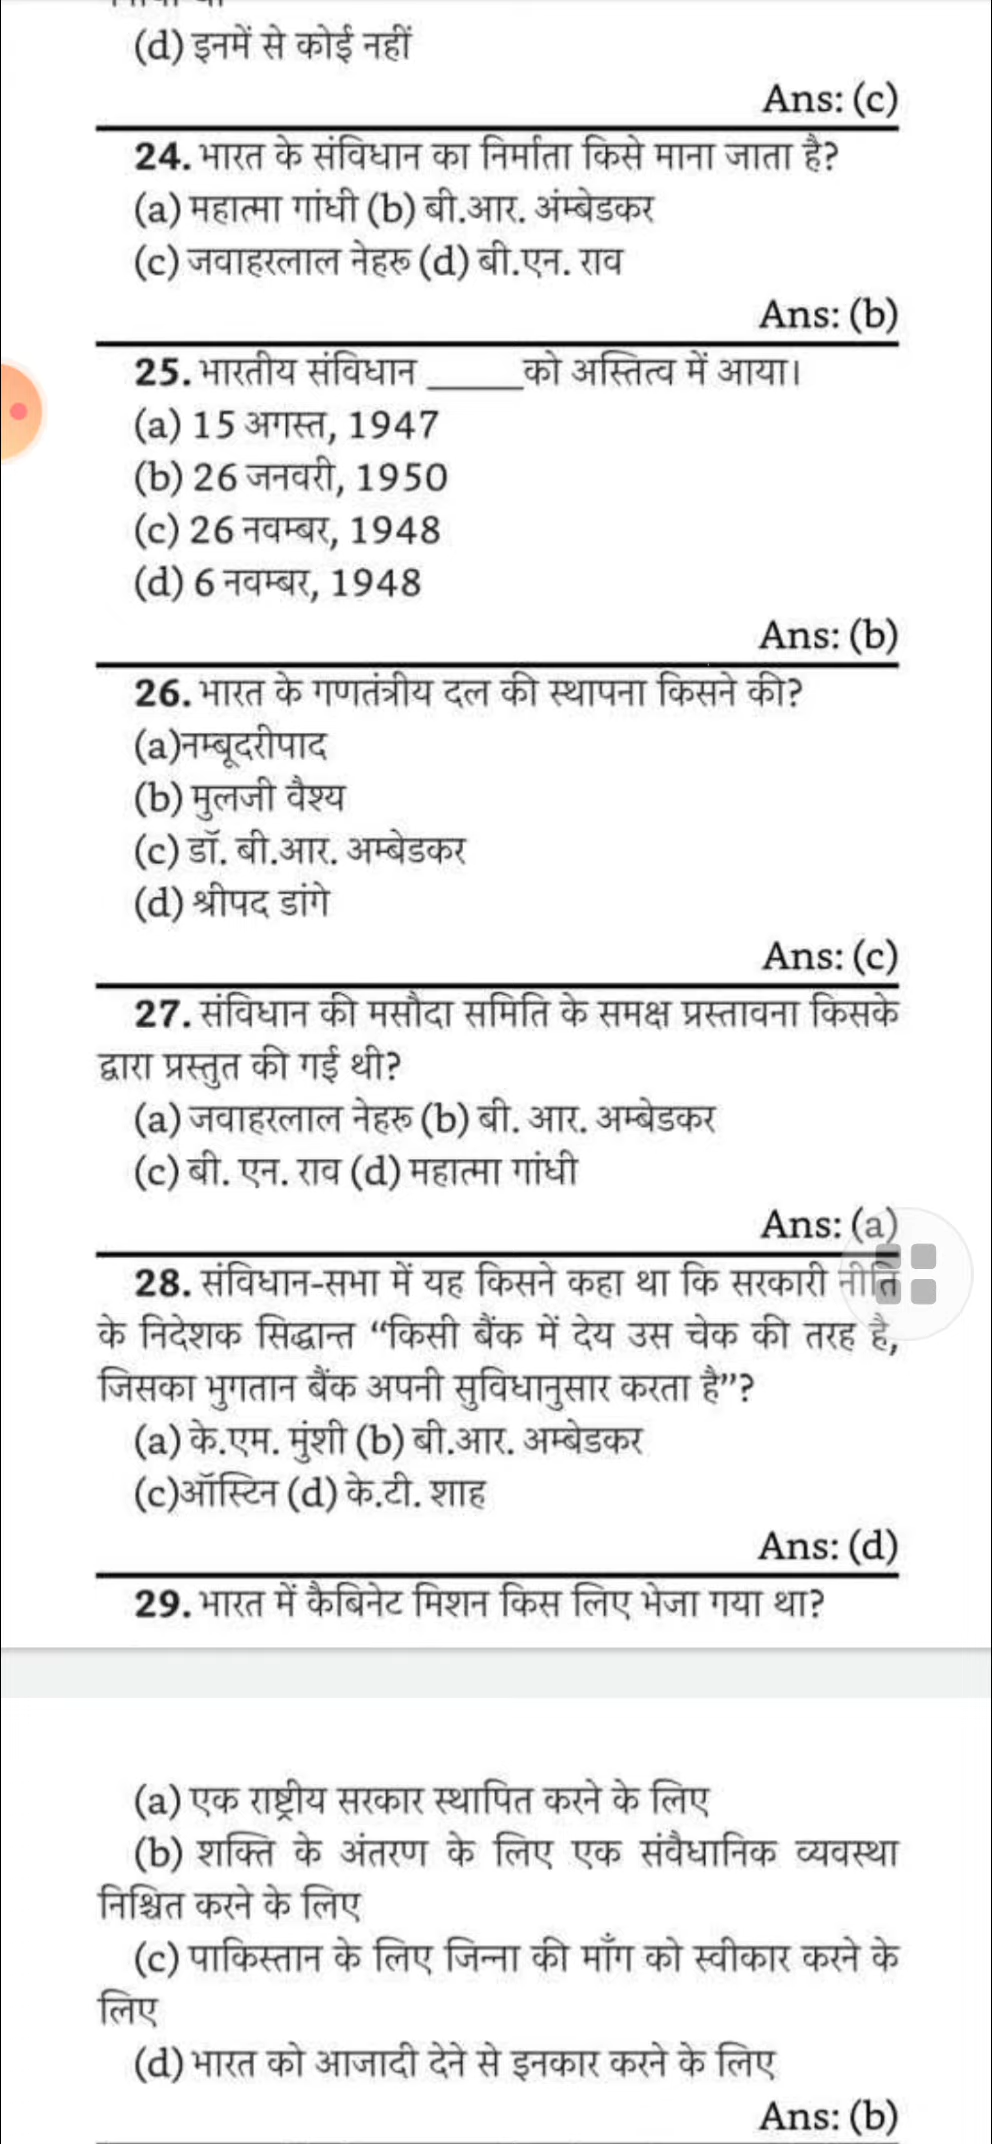 (d) इनमें से कोई नहीं
Ans: (c)
24. भारत के संविधान का निर्माता किसे माना जाता है?
(a) महात्मा गांधी (b) बी.आर. अंम्बेडकर
(c) जवाहरलाल नेहरू (d) बी.एन. राव
Ans: (b)
25. भारतीय संविधान _____को अस्तित्व में आया।
(a) 15 अगस्त, 1947
(b) 26 जनवरी, 1950
(c) 26 नवम्बर, 1948
(d) 6 नवम्बर, 1948
Ans: (b)
26. भारत के गणतंत्रीय दल की स्थापना किसने की?
(a)नम्बूदरीपाद
(b) मुलजी वैश्य
(c) डॉ. बी.आर. अम्बेडकर
(d) श्रीपद डांगे
Ans: (c)
27. संविधान की मसौदा समिति के समक्ष प्रस्तावना किसके
द्वारा प्रस्तुत की गई थी?
(a) जवाहरलाल नेहरू (b) बी. आर. अम्बेडकर
(c) बी. एन. राव (d) महात्मा गांधी
Ans: (a)
28. संविधान-सभा में यह किसने कहा था कि सरकारी नीति
के निदेशक सिद्धान्त “किसी बैंक में देय उस चेक की तरह है,
जिसका भुगतान बैंक अपनी सुविधानुसार करता है”?
(a) के.एम. मुंशी (b) बी.आर. अम्बेडकर
(c)ऑस्टिन (d) के.टी. शाह
Ans: (d)
29. भारत में कैबिनेट मिशन किस लिए भेजा गया था?
(a) एक राष्ट्रीय सरकार स्थापित करने के लिए
(b) शक्ति के अंतरण के लिए एक संवैधानिक व्यवस्था
निश्चित करने के लिए
(c) पाकिस्तान के लिए जिन्ना की माँग को स्वीकार करने के
लिए
(d) भारत को आजादी देने से इनकार करने के लिए
Ans: (b)